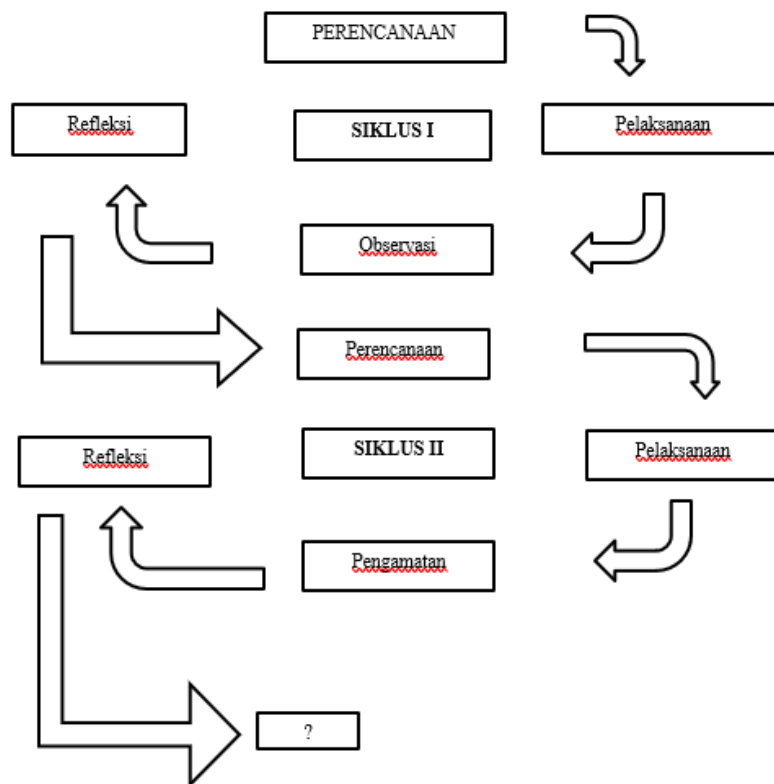 PERENCANAAN
Refleksi
SIKLUS I
Pelaksanaan
Observasi
Perencanaan
Refleksi
SIKLUS II
Pelaksanaan
Pengamatan
?